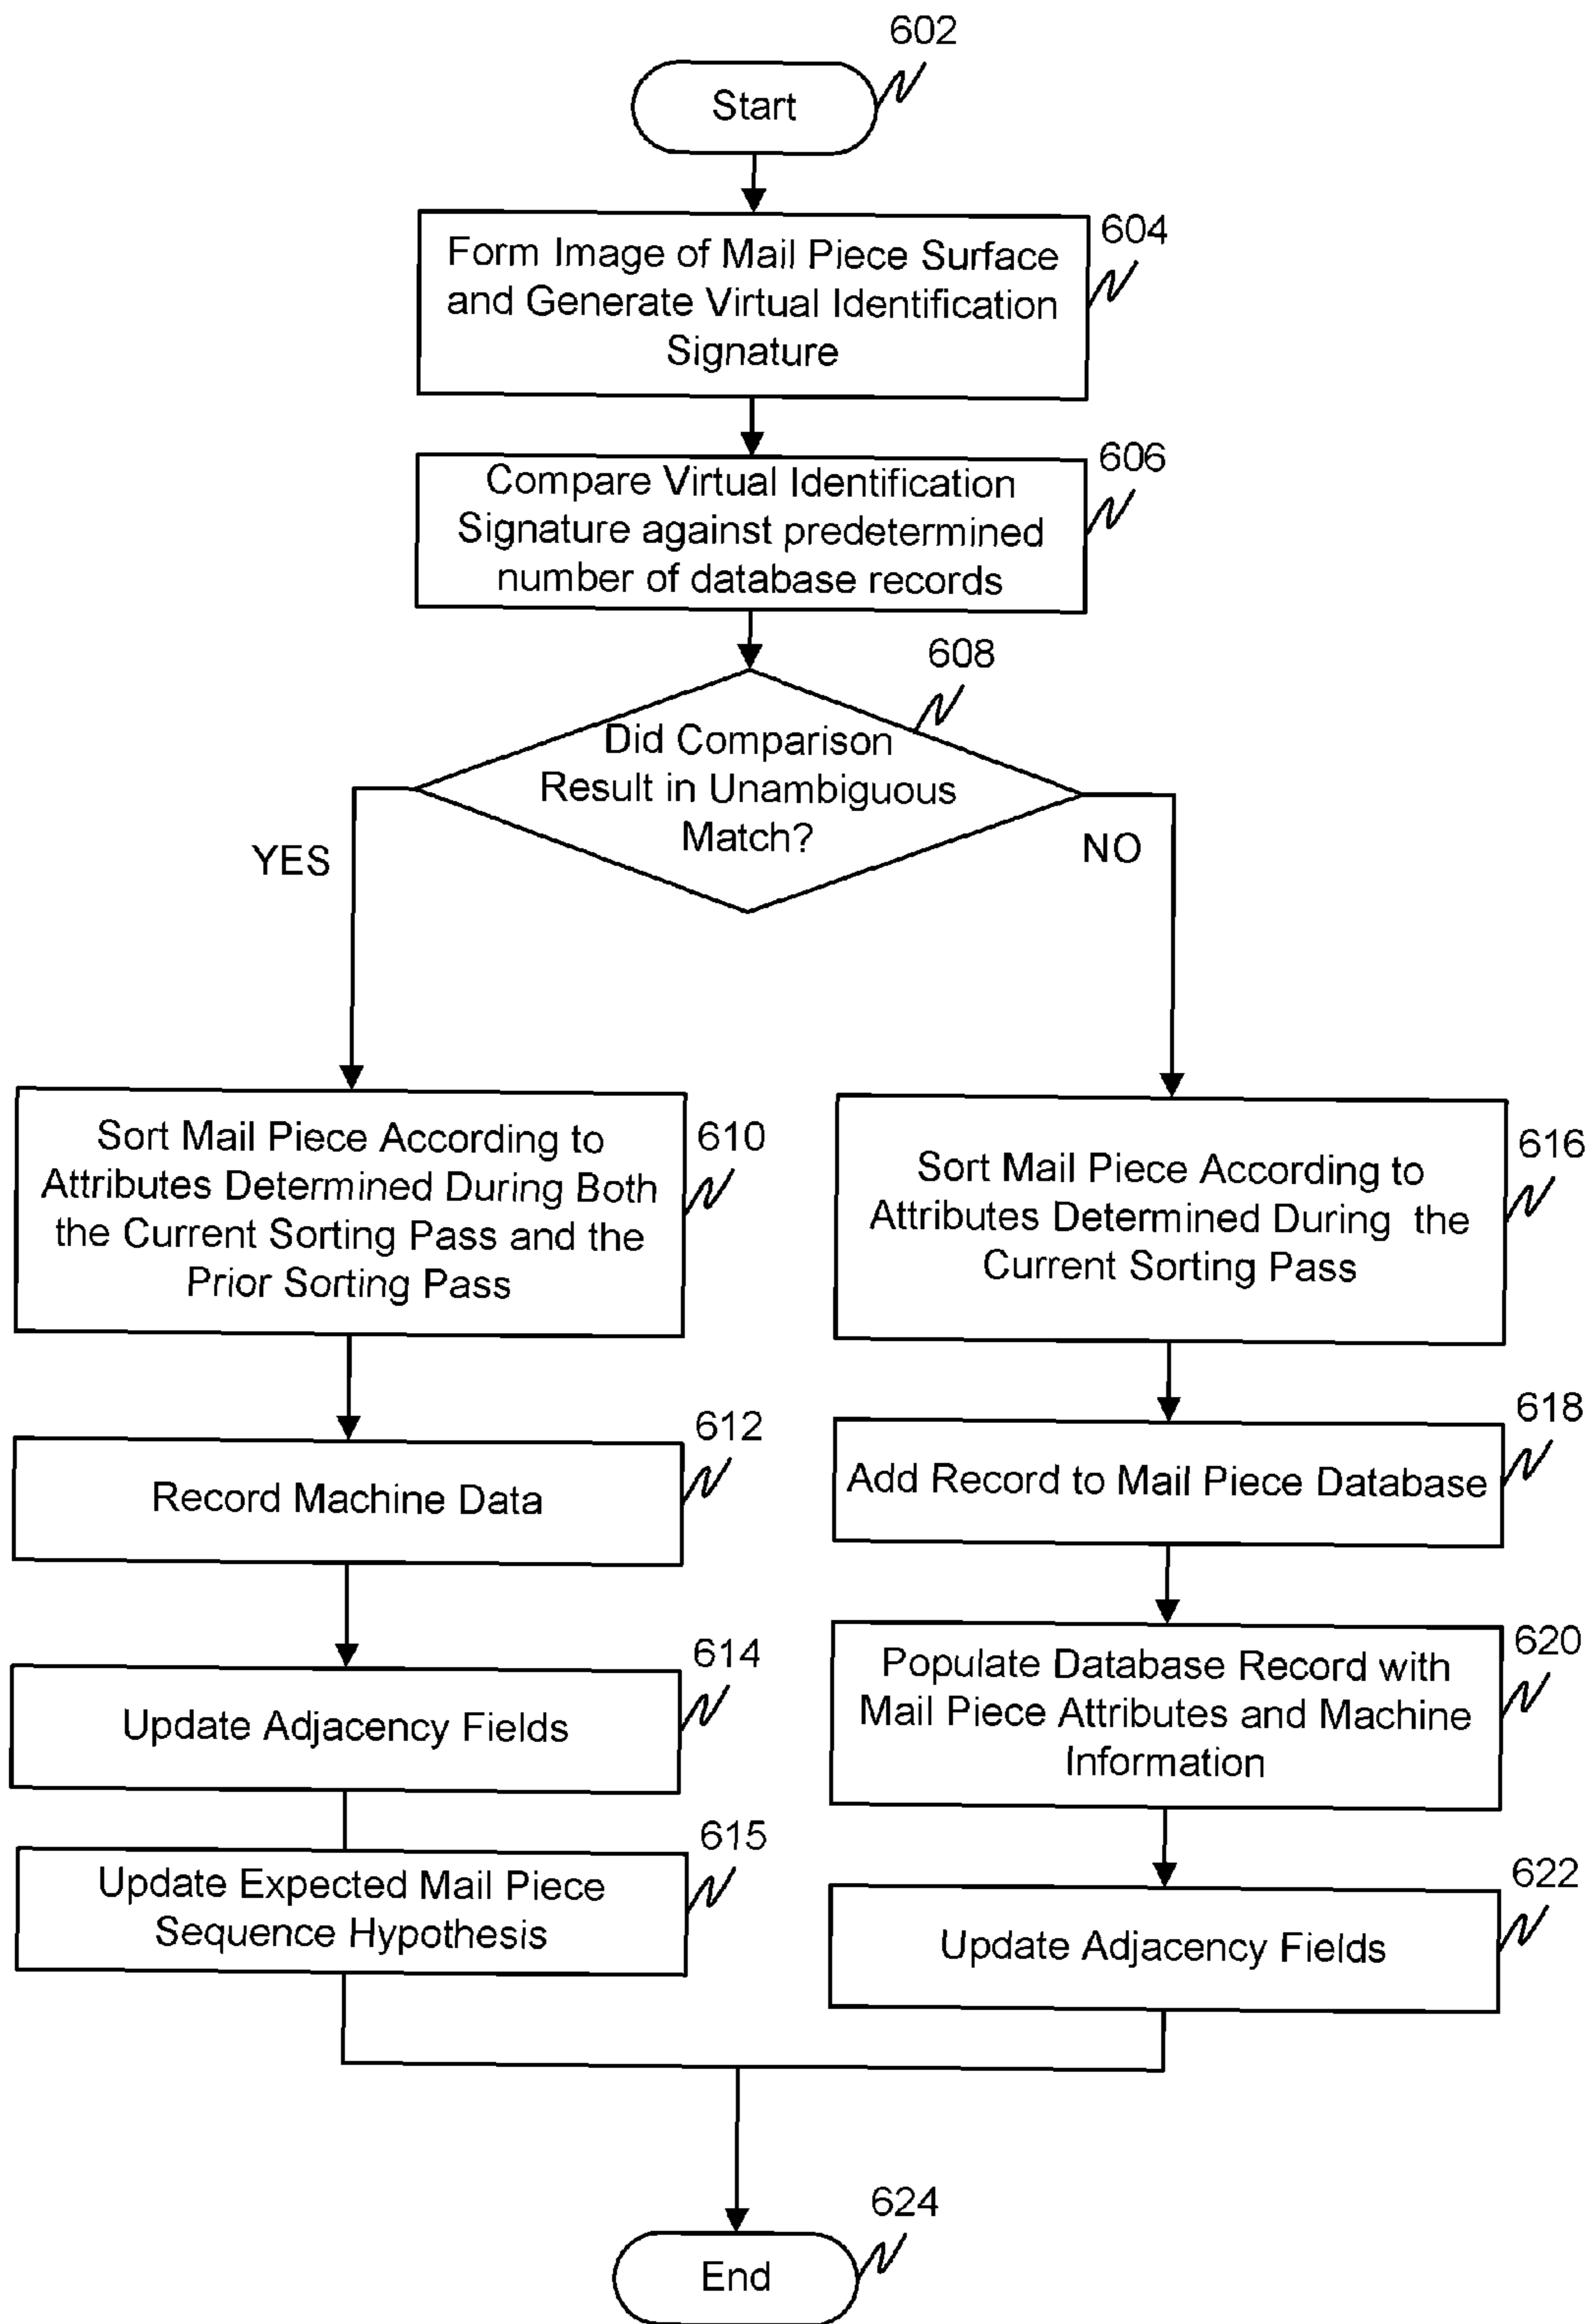 602
Start
604
Form Image of Mail Piece Surface
and Generate Virtual Identification
Signature
606
Compare Virtual Identification
Signature against predetermined
number of database records
608
Did Comparison
Result in Unambiguous
Match?
YES
NO
610
Sort Mail Piece According to
Attributes Determined During Both
the Current Sorting Pass and the
Prior Sorting Pass
612
Record Machine Data
614
Update Adjacency Fields
615
Update Expected Mail Piece
Sequence Hypothesis
616
Sort Mail Piece According to
Attributes Determined During the
Current Sorting Pass
618
Add Record to Mail Piece Database
620
Populate Database Record with
Mail Piece Attributes and Machine
Information
622
Update Adjacency Fields
624
End